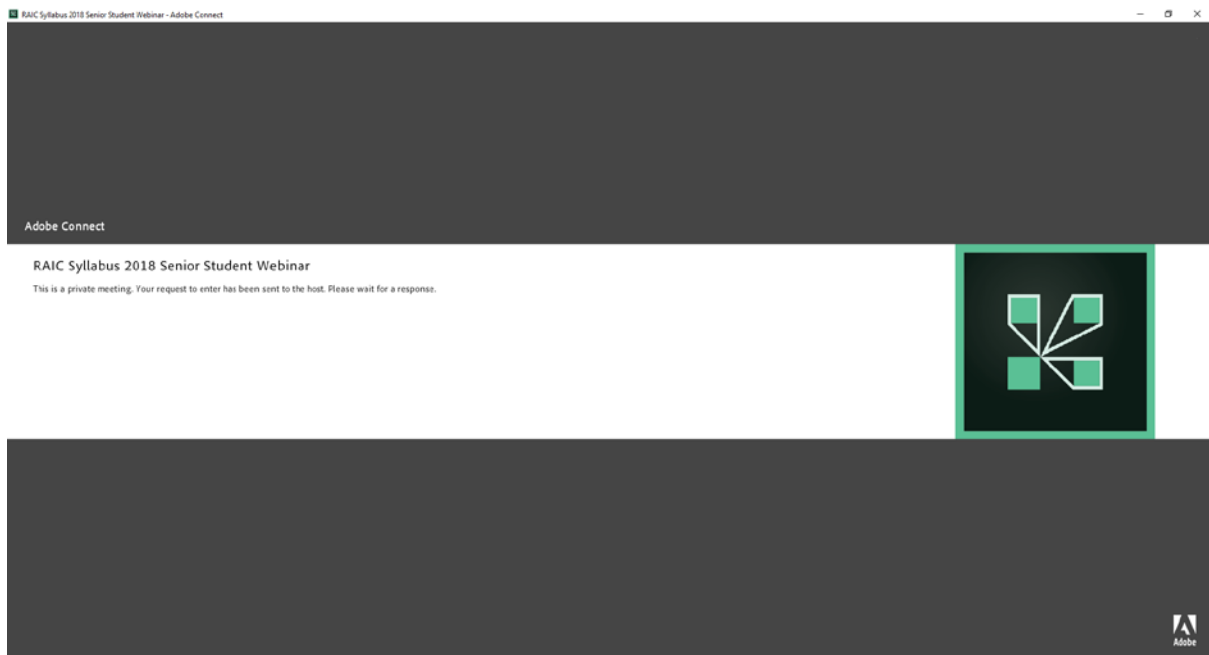 RAIC Syllabus 2018 Senior Student Webinar - Adobe Connect
Adobe Connect
RAIC Syllabus 2018 Senior Student Webinar
This is a private meeting. Your request to enter has been sent to the host. Please wait for a response.
Adobe